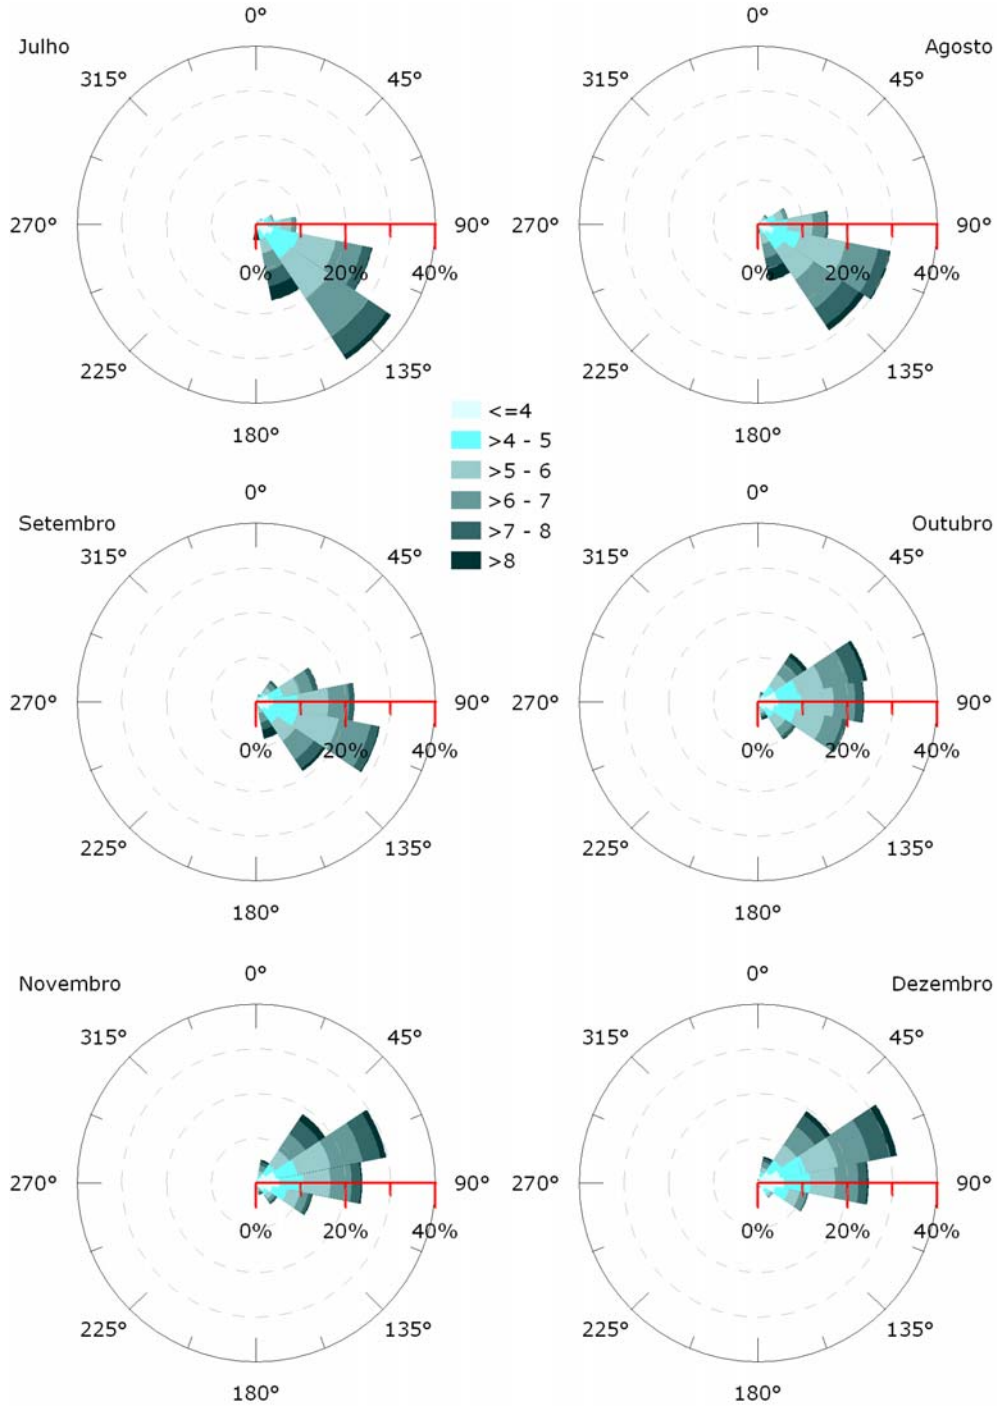 0° 0°
Julho Agosto
315° 45° 315° 45°
270° 90° 270° 90°
0% 20% 40% 0% 20% 40%
225° 135° 225° 135°
180° 180°
<=4
>4 - 5
>5 - 6
>6 - 7
>7 - 8
>8
0° 0°
Setembro Outubro
315° 45° 315° 45°
270° 90° 270° 90°
0% 20% 40% 0% 20% 40%
225° 135° 225° 135°
180° 180°
0° 0°
Novembro Dezembro
315° 45° 315° 45°
270° 90° 270° 90°
0% 20% 40% 0% 20% 40%
225° 135° 225° 135°
180° 180°